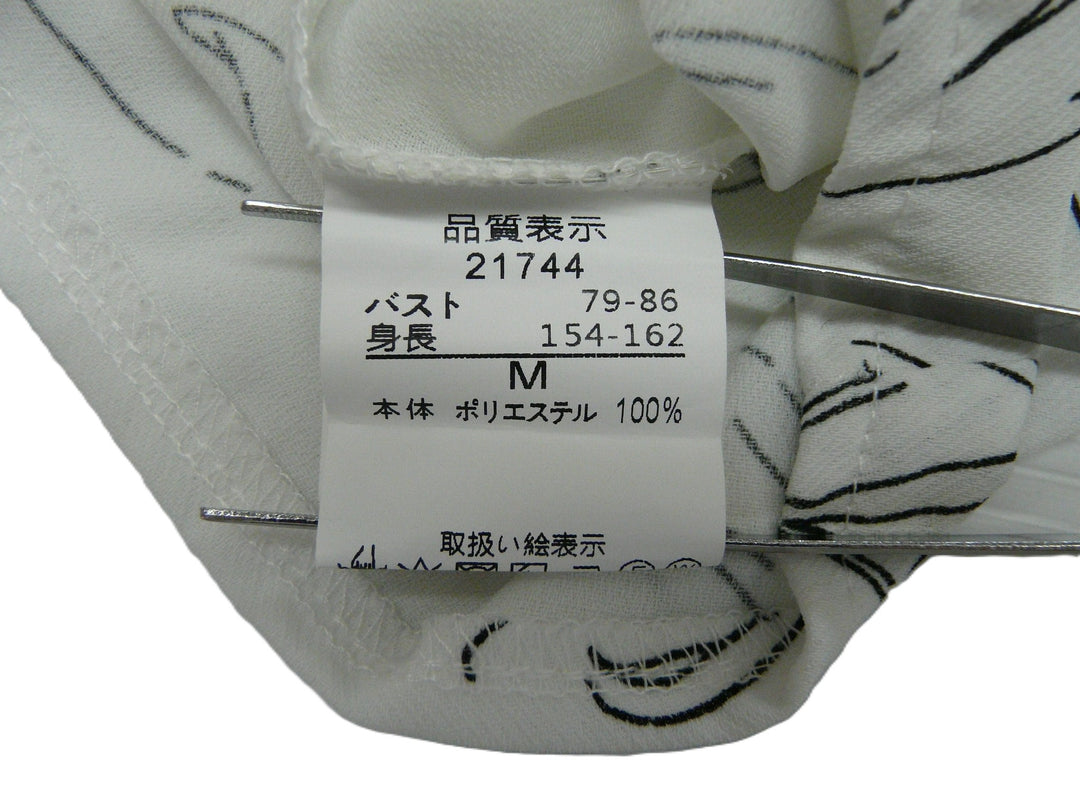 品質表示
21744
バスト 79-86
身長 154-162
M
本体 ポリエステル 100%
取扱い絵表示